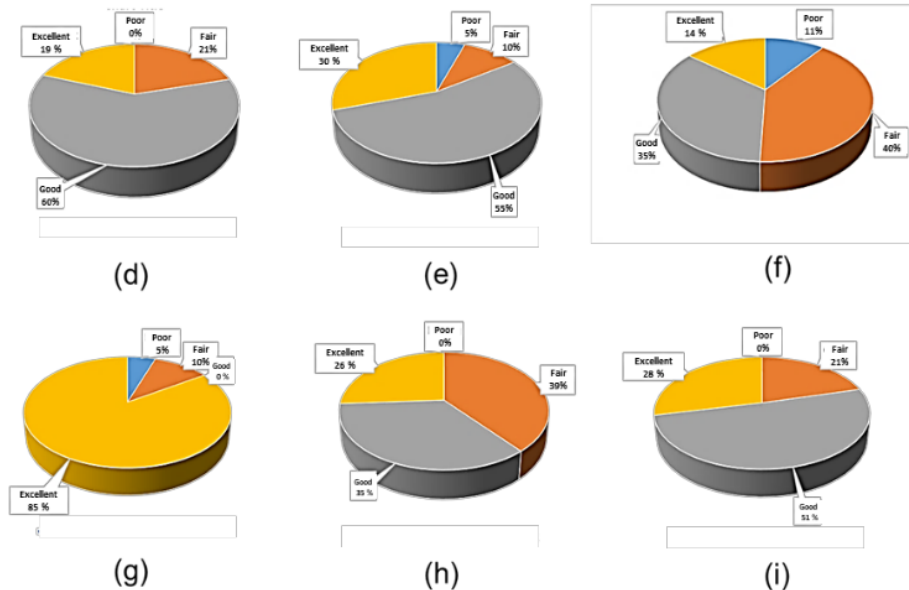 Poor
0%
Fair
21%
Excellent
19 %
Good
60%
(d)
Poor
5%
Fair
10%
Excellent
30 %
Good
55%
(e)
Poor
11%
Excellent
14 %
Good
35%
Fair
40%
(f)
Poor
5%
Fair
10%
Good
0 %
Excellent
85 %
(g)
Poor
0%
Excellent
26 %
Fair
39%
Good
35 %
(h)
Poor
0%
Fair
21%
Excellent
28 %
Good
51 %
(i)